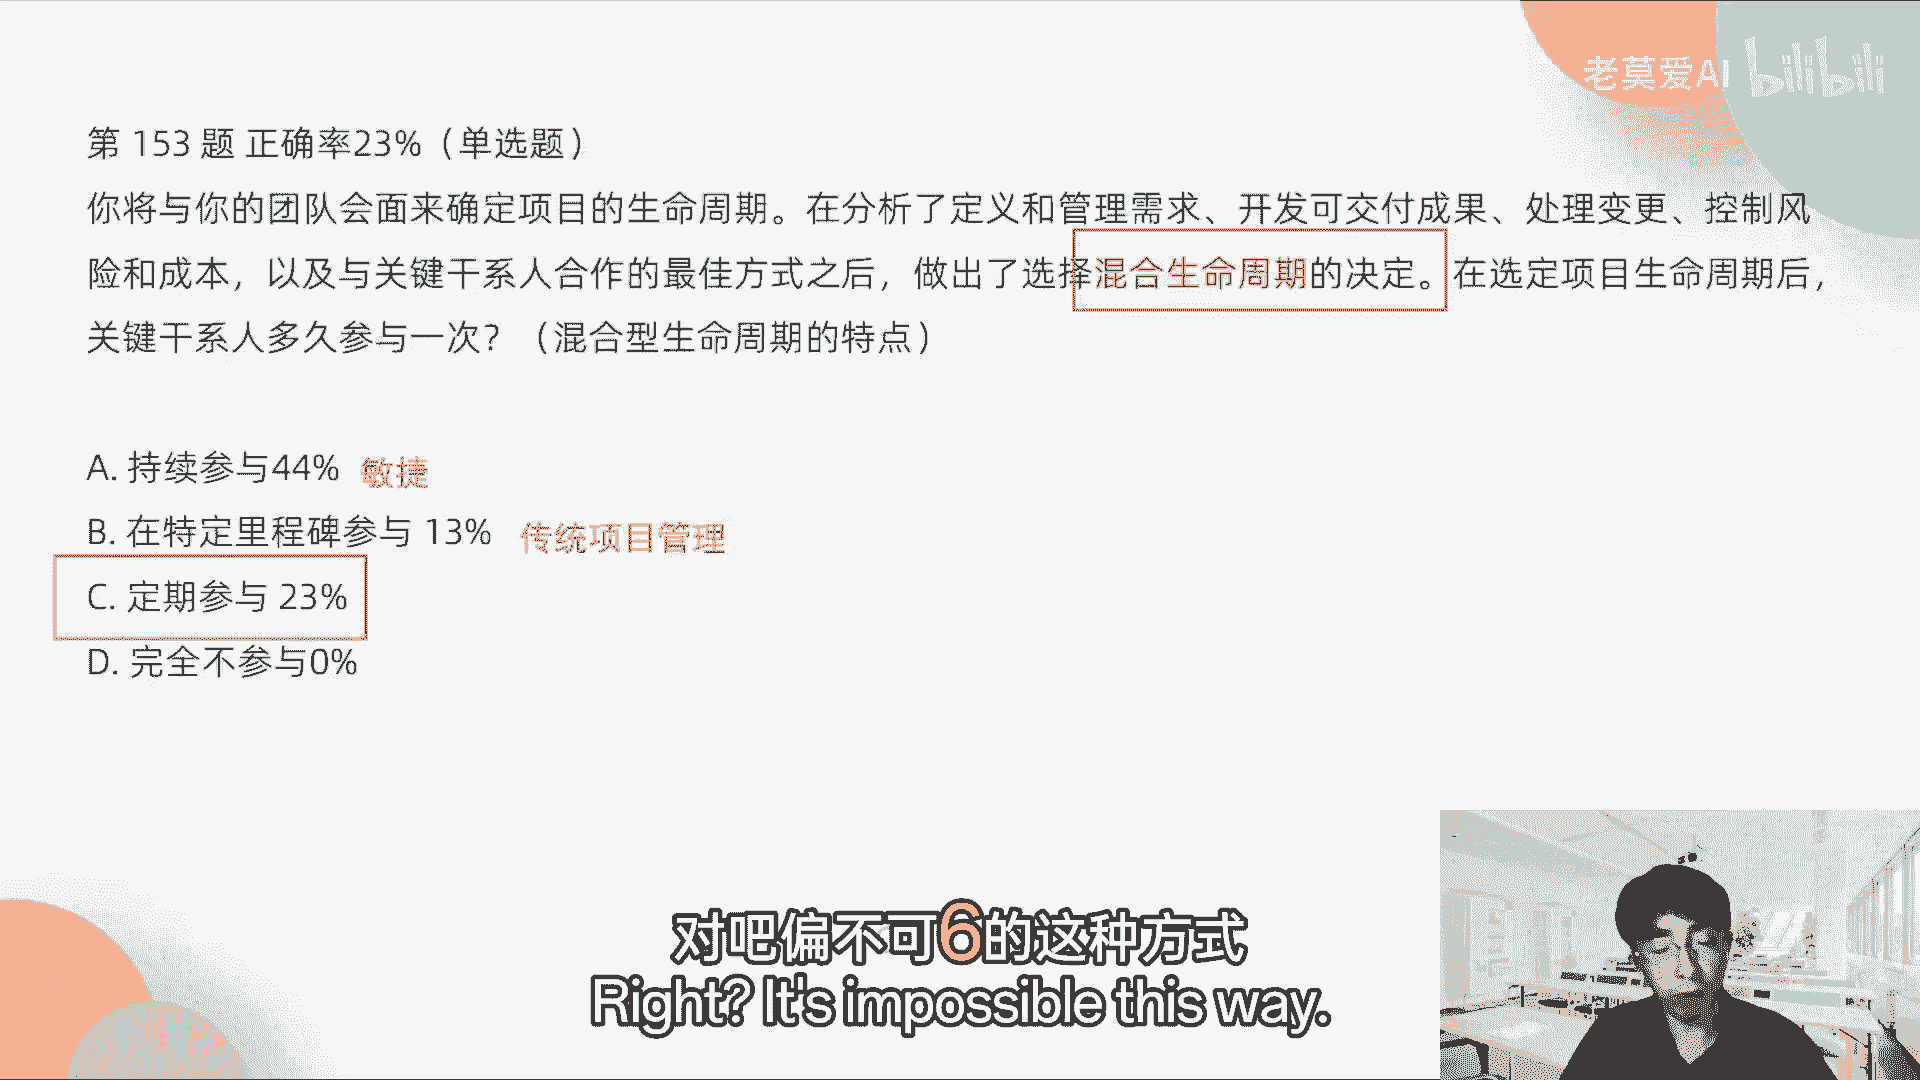 老莫爱AI bilibili
第 153 题 正确率23%（单选题）
你将与你的团队会面来确定项目的生命周期。在分析了定义和管理需求、开发可交付成果、处理变更、控制风
险和成本，以及与关键干系人合作的最佳方式之后，做出了选择混合生命周期的决定。在选定项目生命周期后，
关键干系人多久参与一次？（混合型生命周期的特点）
A. 持续参与44% 敏捷
B. 在特定里程碑参与 13% 传统项目管理
C. 定期参与 23%
D. 完全不参与0%
对吧偏不可6的这种方式
Right? It's impossible this way.